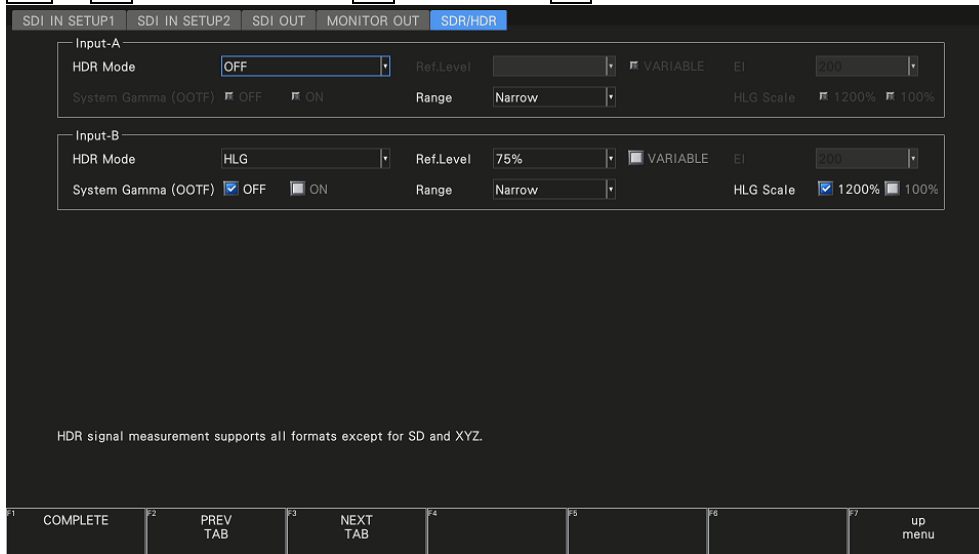 SDI IN SETUP1 SDI IN SETUP2 SDI OUT MONITOR OUT SDR/HDR
Input-A
HDR Mode OFF Ref.Level VARIABLE EI 200
System Gamma (OOTF) OFF ON Range Narrow HLG Scale 1200% 100%
Input-B
HDR Mode HLG Ref.Level 75% VARIABLE EI 200
System Gamma (OOTF) OFF ON Range Narrow HLG Scale 1200% 100%
HDR signal measurement supports all formats except for SD and XYZ.
F1 COMPLETE F2 PREV TAB F3 NEXT TAB F4 F5 F6 F7 up menu